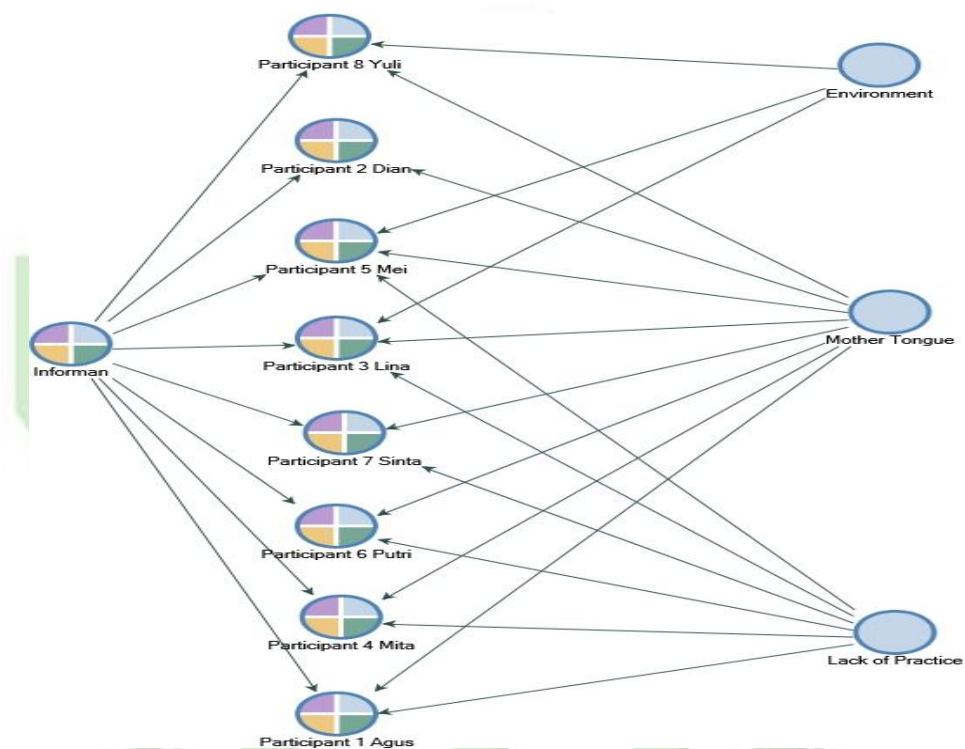 Participant 8 Yuli
Environment
Participant 2 Dian
Participant 5 Mei
Mother Tongue
Informan
Participant 3 Lina
Participant 7 Sinta
Participant 6 Putri
Participant 4 Mita
Lack of Practice
Participant 1 Agus